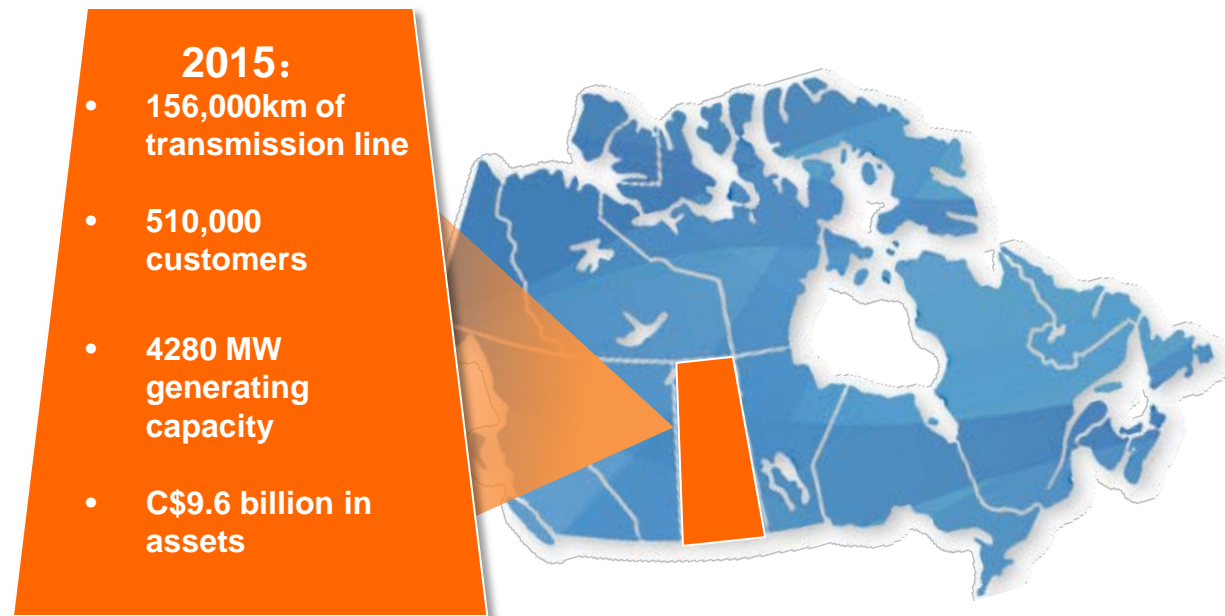 2015：
• 156,000km of
transmission line
• 510,000
customers
• 4280 MW
generating
capacity
• C$9.6 billion in
assets